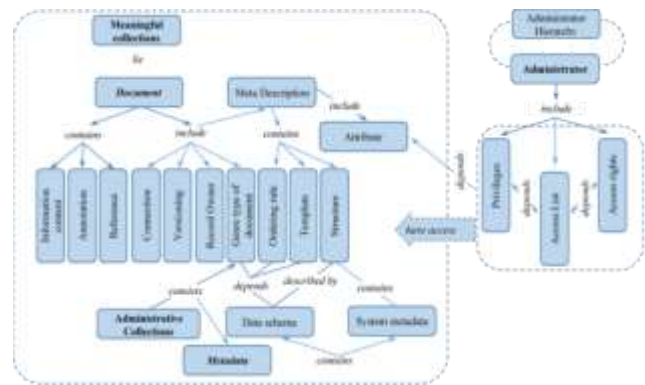 Meaningful
collections
Administrator
Hierarchy
Administrator
Document
Meta Description
include
include
contains
include
contains
Attribute
depends
Information
content
Annotation
Reference
Connection
Versioning
Record Owner
Genre type of
document
Ordering rule
Template
Structure
Privileges
depends
Access List
depends
Access rights
have access
consists
depends
described by
contains
Administrative
Collections
Data schema
System metadata
Metadata
contains